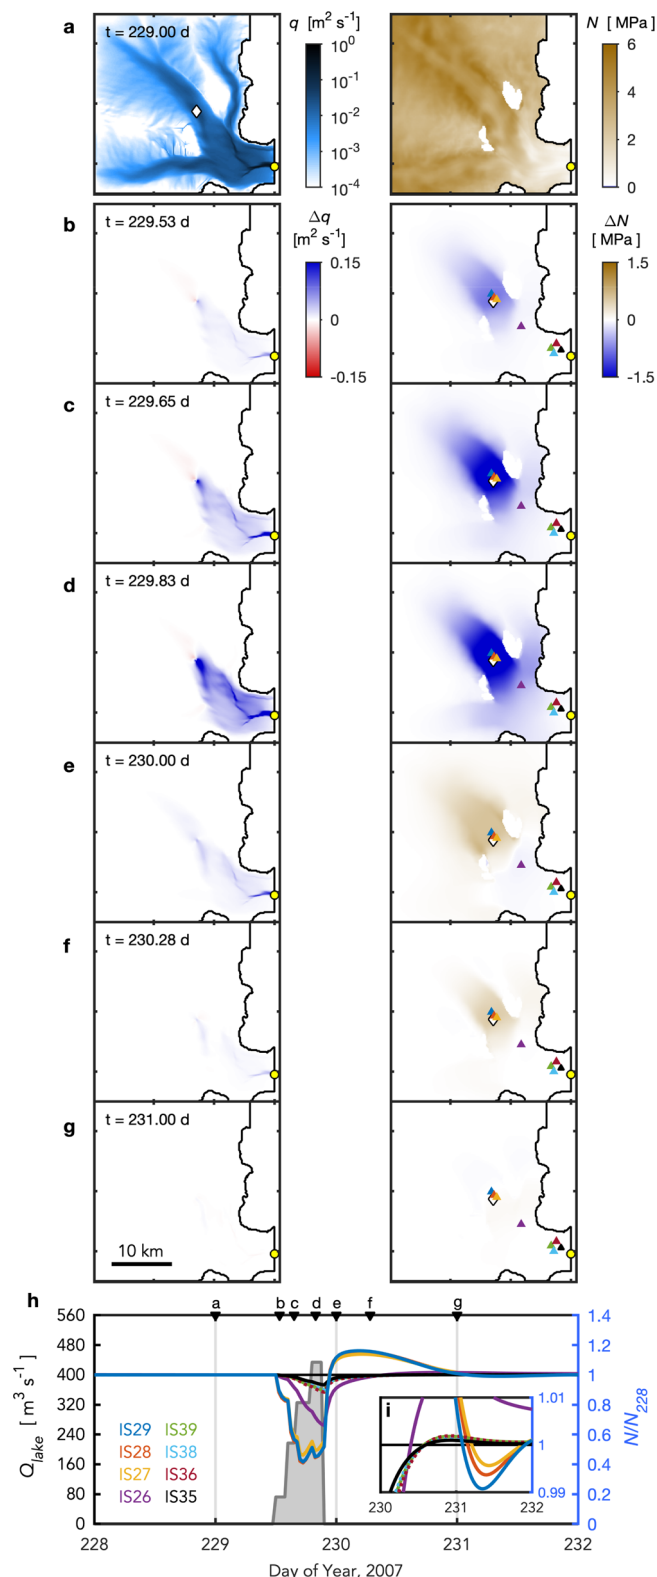 a
t = 229.00 d
q [m² s⁻¹]
10⁰
10⁻¹
10⁻²
10⁻³
10⁻⁴
N [ MPa]
6
4
2
0
b
t = 229.53 d
Δq
[m² s⁻¹]
0.15
0
-0.15
ΔN
[ MPa]
1.5
0
-1.5
c
t = 229.65 d
d
t = 229.83 d
e
t = 230.00 d
f
t = 230.28 d
g
t = 231.00 d
10 km
h
a b c d e f g
560
480
400
320
240
160
80
0
Q_lake [ m³ s⁻¹]
1.4
1.2
1
0.8
0.6
0.4
0.2
0
N/N₂₂₈
IS29 IS39
IS28 IS38
IS27 IS36
IS26 IS35
i
1.01
1
0.99
230 231 232
228 229 230 231 232
Day of Year, 2007